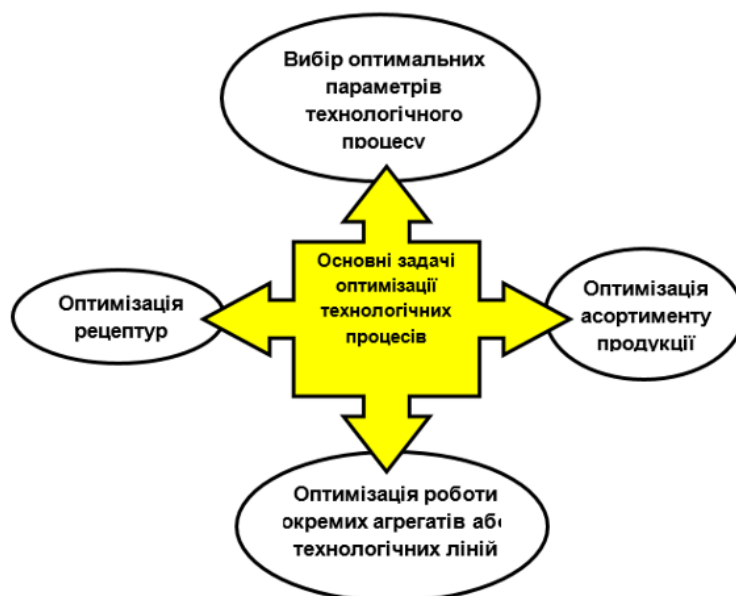 Вибір оптимальних
параметрів
технологічного
процесу
Основні задачі
оптимізації
технологічних
процесів
Оптимізація
рецептур
Оптимізація
асортименту
продукції
Оптимізація роботи
окремих агрегатів або
технологічних ліній